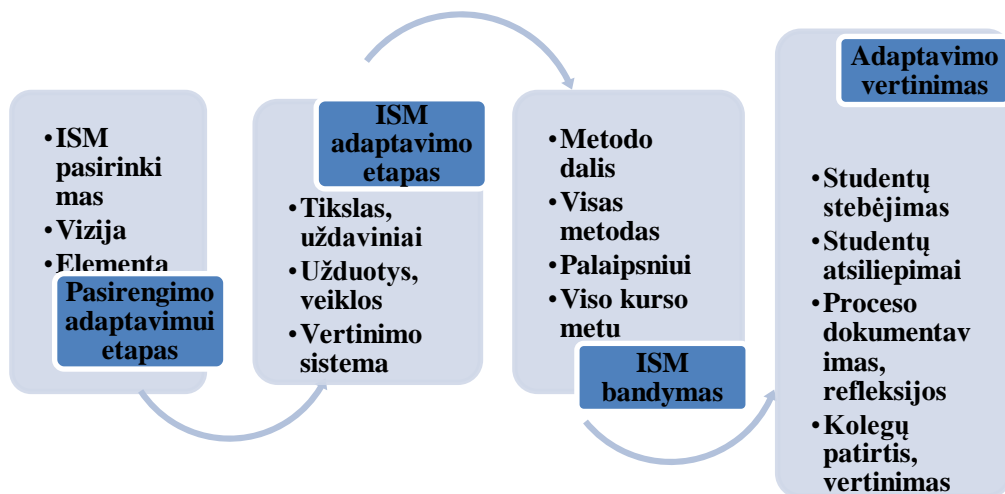 •ISM
pasirinki
mas
•Vizija
•Elementa
Pasirengimo
adaptavimui
etapas
ISM
adaptavimo
etapas
•Tikslas,
uždaviniai
•Užduotys,
veiklos
•Vertinimo
sistema
•Metodo
dalis
•Visas
metodas
•Palaipsniui
•Viso kurso
metu
ISM
bandymas
Adaptavimo
vertinimas
•Studentų
stebėjimas
•Studentų
atsiliepimai
•Proceso
dokumentav
imas,
refleksijos
•Kolegų
patirtis,
vertinimas